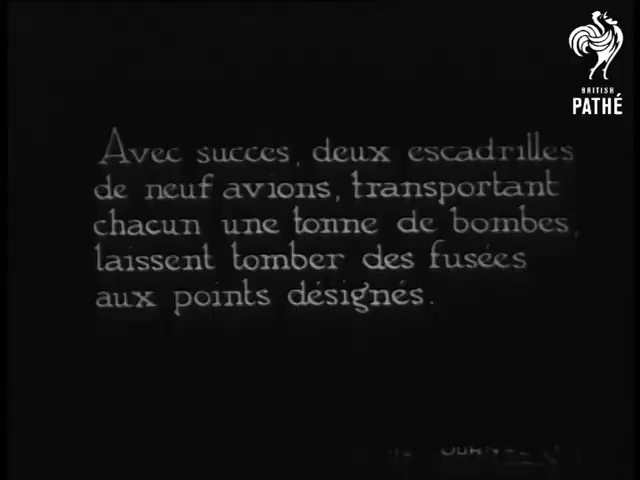 BRITISH
PATHÉ
Avec succes, deux escadrilles
de neuf avions, transportant
chacun une tonne de bombes,
laissent tomber des fusées
aux points désignés.